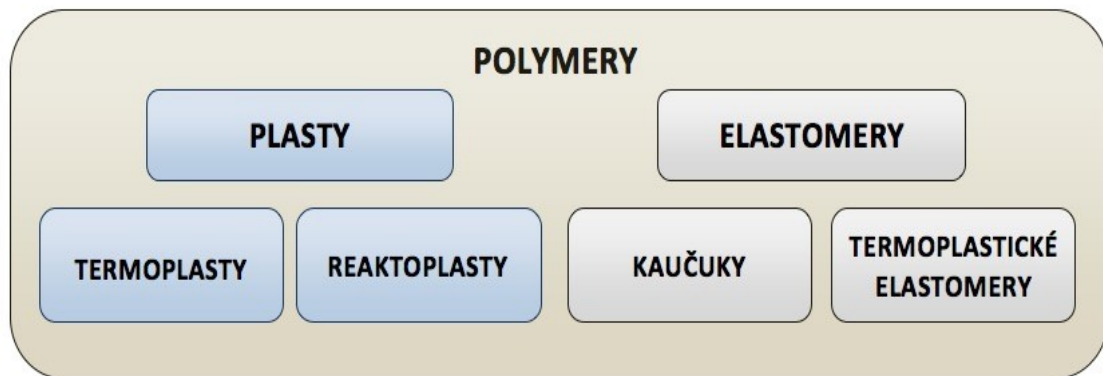 POLYMERY
PLASTY
ELASTOMERY
TERMOPLASTY
REAKTOPLASTY
KAUČUKY
TERMOPLASTICKÉ
ELASTOMERY